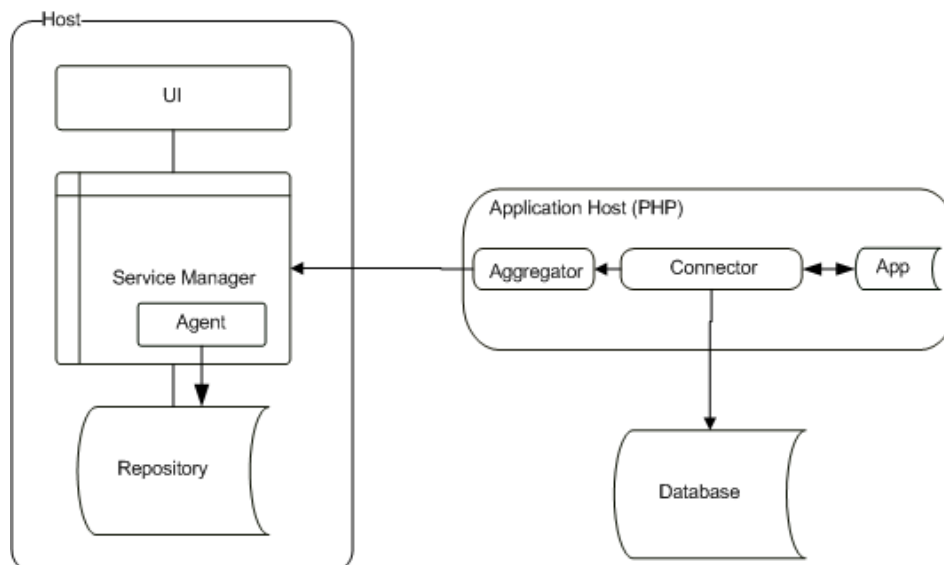 Host
UI
Service Manager
Agent
Repository
Application Host (PHP)
Aggregator
Connector
App
Database